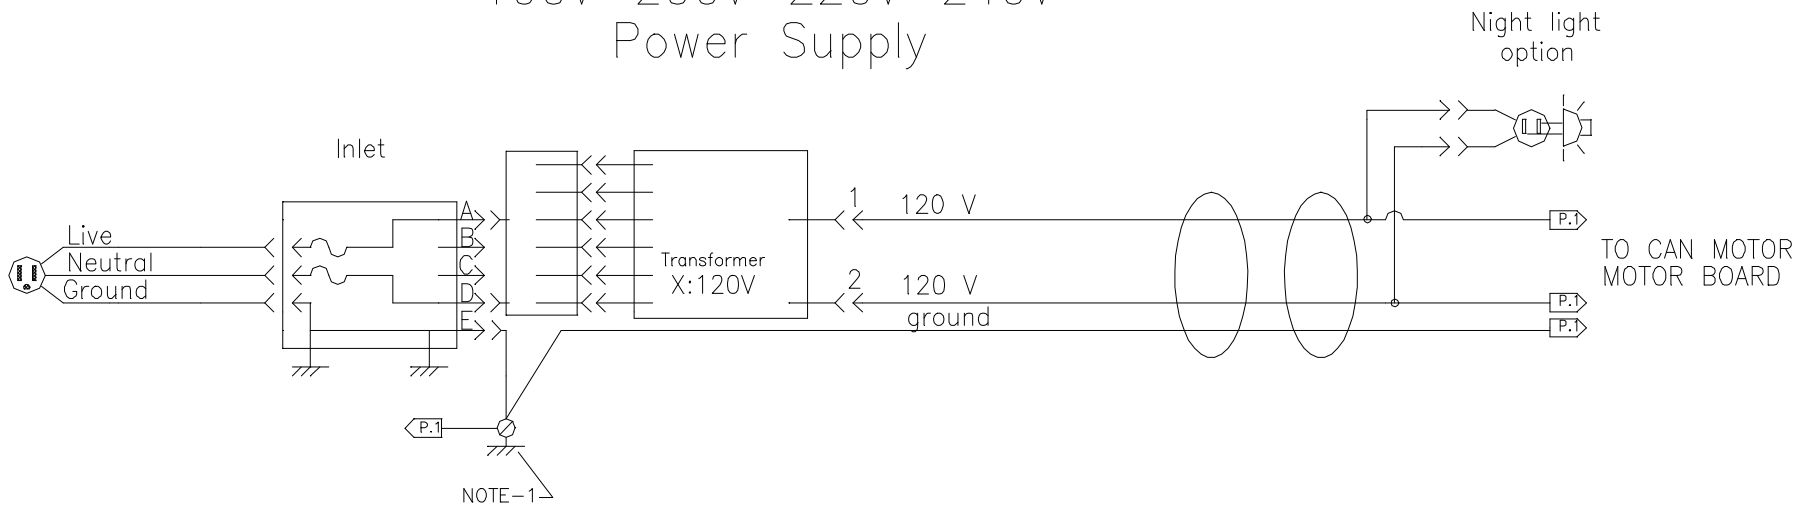 Power Supply
Night light
option
Inlet
Live
Neutral
Ground
A
B
C
D
E
Transformer
X:120V
1
120 V
2
120 V
ground
P.1
P.1
P.1
TO CAN MOTOR
MOTOR BOARD
P.1
NOTE-1